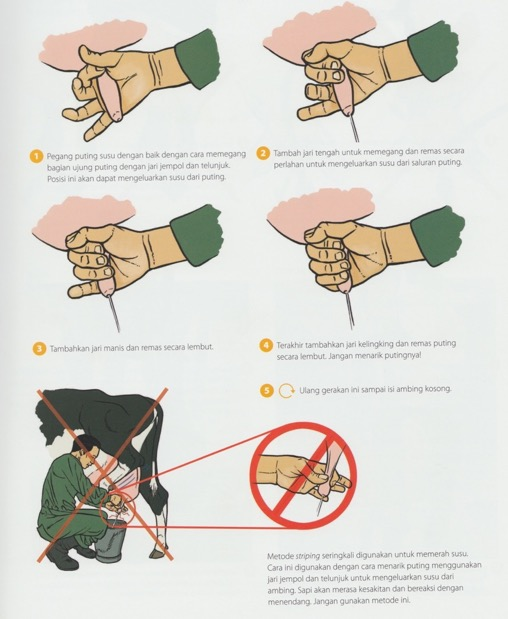 1 Pegang puting susu dengan baik dengan cara memegang
bagian ujung puting dengan jari jempol dan telunjuk.
Posisi ini akan dapat mengeluarkan susu dari puting.
2 Tambah jari tengah untuk memegang dan remas secara
perlahan untuk mengeluarkan susu dari saluran puting.
3 Tambahkan jari manis dan remas secara lembut.
4 Terakhir tambahkan jari kelingking dan remas puting
secara lembut. Jangan menarik putingnya!
5 Ulang gerakan ini sampai isi ambing kosong.
Metode striping seringkali digunakan untuk memerah susu.
Cara ini digunakan dengan cara menarik puting menggunakan
jari jempol dan telunjuk untuk mengeluarkan susu dari
ambing. Sapi akan merasa kesakitan dan bereaksi dengan
menendang. Jangan gunakan metode ini.